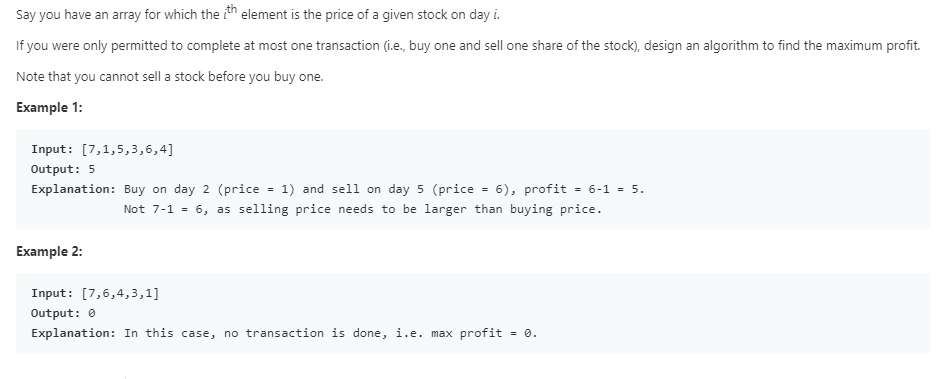 Say you have an array for which the ith element is the price of a given stock on day i.
If you were only permitted to complete at most one transaction (i.e., buy one and sell one share of the stock), design an algorithm to find the maximum profit.
Note that you cannot sell a stock before you buy one.
Example 1:
Input: [7,1,5,3,6,4]
Output: 5
Explanation: Buy on day 2 (price = 1) and sell on day 5 (price = 6), profit = 6-1 = 5.
Not 7-1 = 6, as selling price needs to be larger than buying price.
Example 2:
Input: [7,6,4,3,1]
Output: 0
Explanation: In this case, no transaction is done, i.e. max profit = 0.